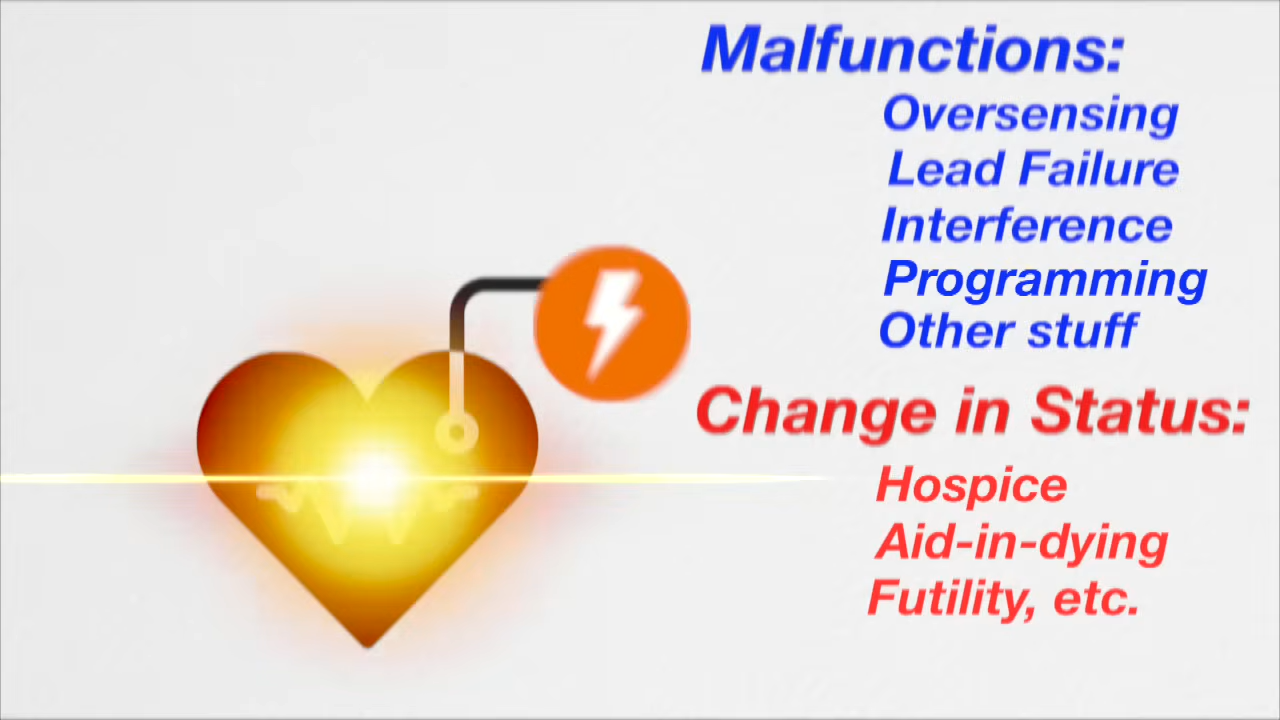 Malfunctions:
Oversensing
Lead Failure
Interference
Programming
Other stuff
Change in Status:
Hospice
Aid-in-dying
Futility, etc.